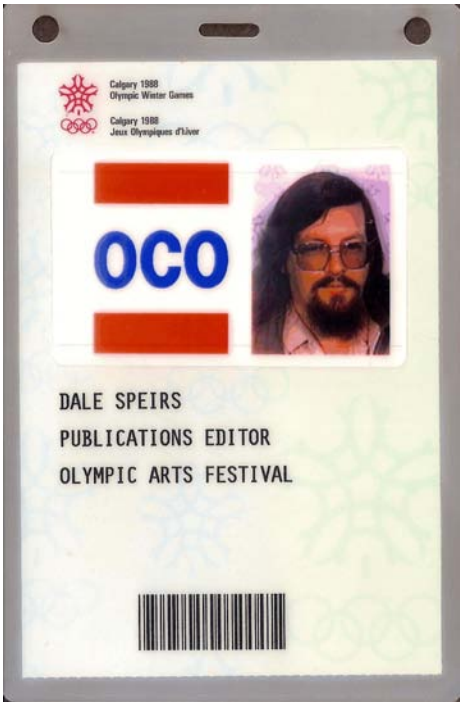 Calgary 1988
Olympic Winter Games
Calgary 1988
Jeux Olympiques d'hiver
OCO
DALE SPEIRS
PUBLICATIONS EDITOR
OLYMPIC ARTS FESTIVAL